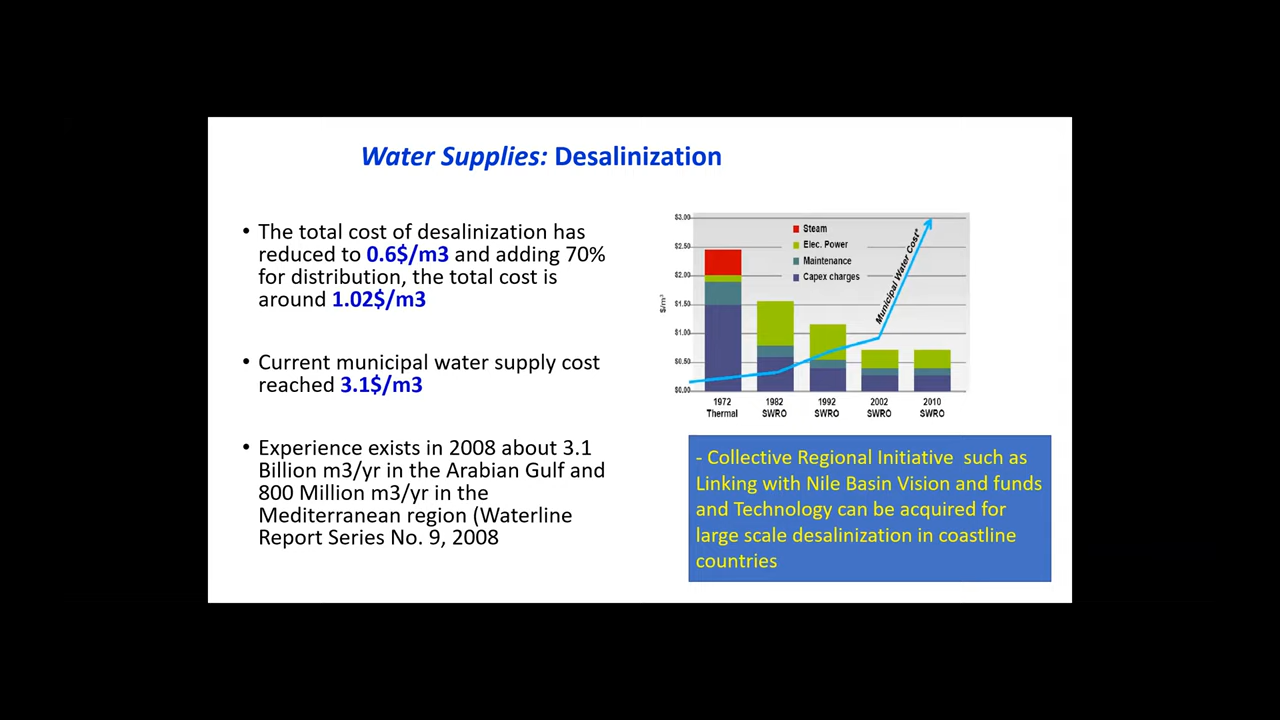 Water Supplies: Desalinization
• The total cost of desalinization has
reduced to 0.6$/m3 and adding 70%
for distribution, the total cost is
around 1.02$/m3
• Current municipal water supply cost
reached 3.1$/m3
• Experience exists in 2008 about 3.1
Billion m3/yr in the Arabian Gulf and
800 Million m3/yr in the
Mediterranean region (Waterline
Report Series No. 9, 2008
$3.00
$2.50
$2.00
$1.50
$1.00
$0.50
$0.00
$/m³
Steam
Elec. Power
Maintenance
Capex charges
Municipal Water Cost*
1972 1982 1992 2002 2010
Thermal SWRO SWRO SWRO SWRO
- Collective Regional Initiative such as
Linking with Nile Basin Vision and funds
and Technology can be acquired for
large scale desalinization in coastline
countries